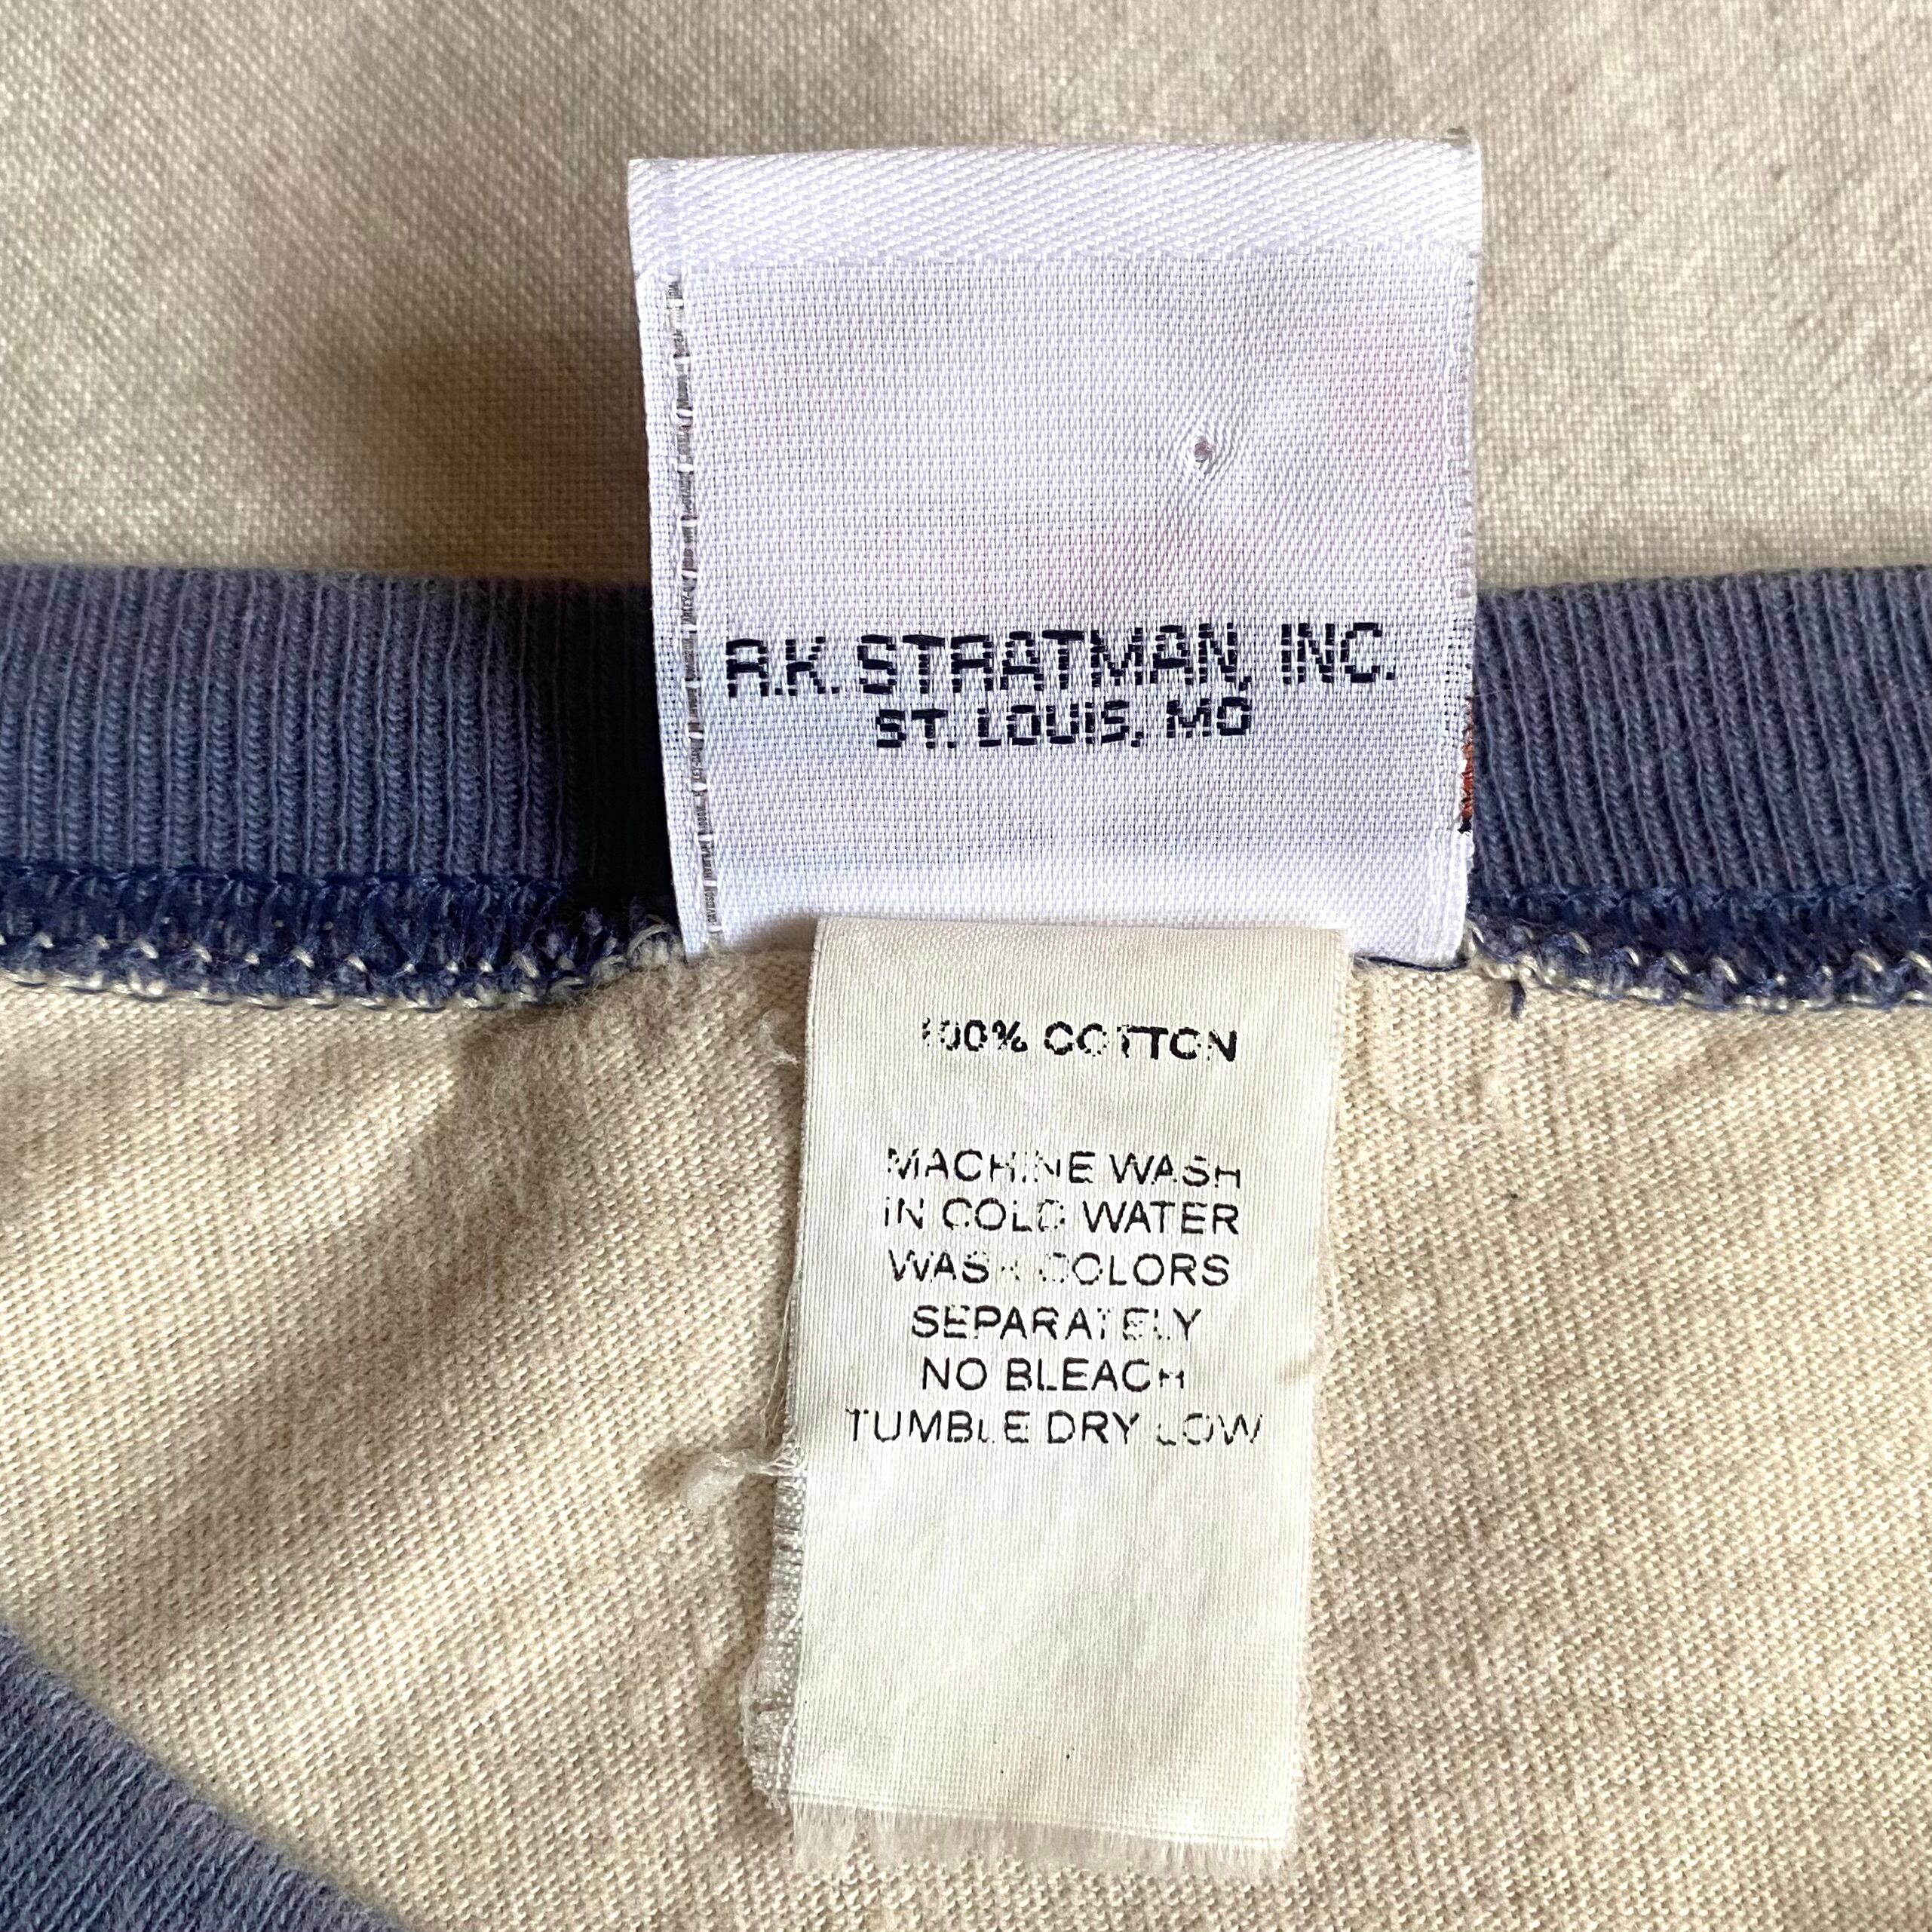 R.K. STRATMAN, INC.
ST. LOUIS, MO
100% COTTON
MACHINE WASH
IN COLD WATER
WASH COLORS
SEPARATELY
NO BLEACH
TUMBLE DRY LOW